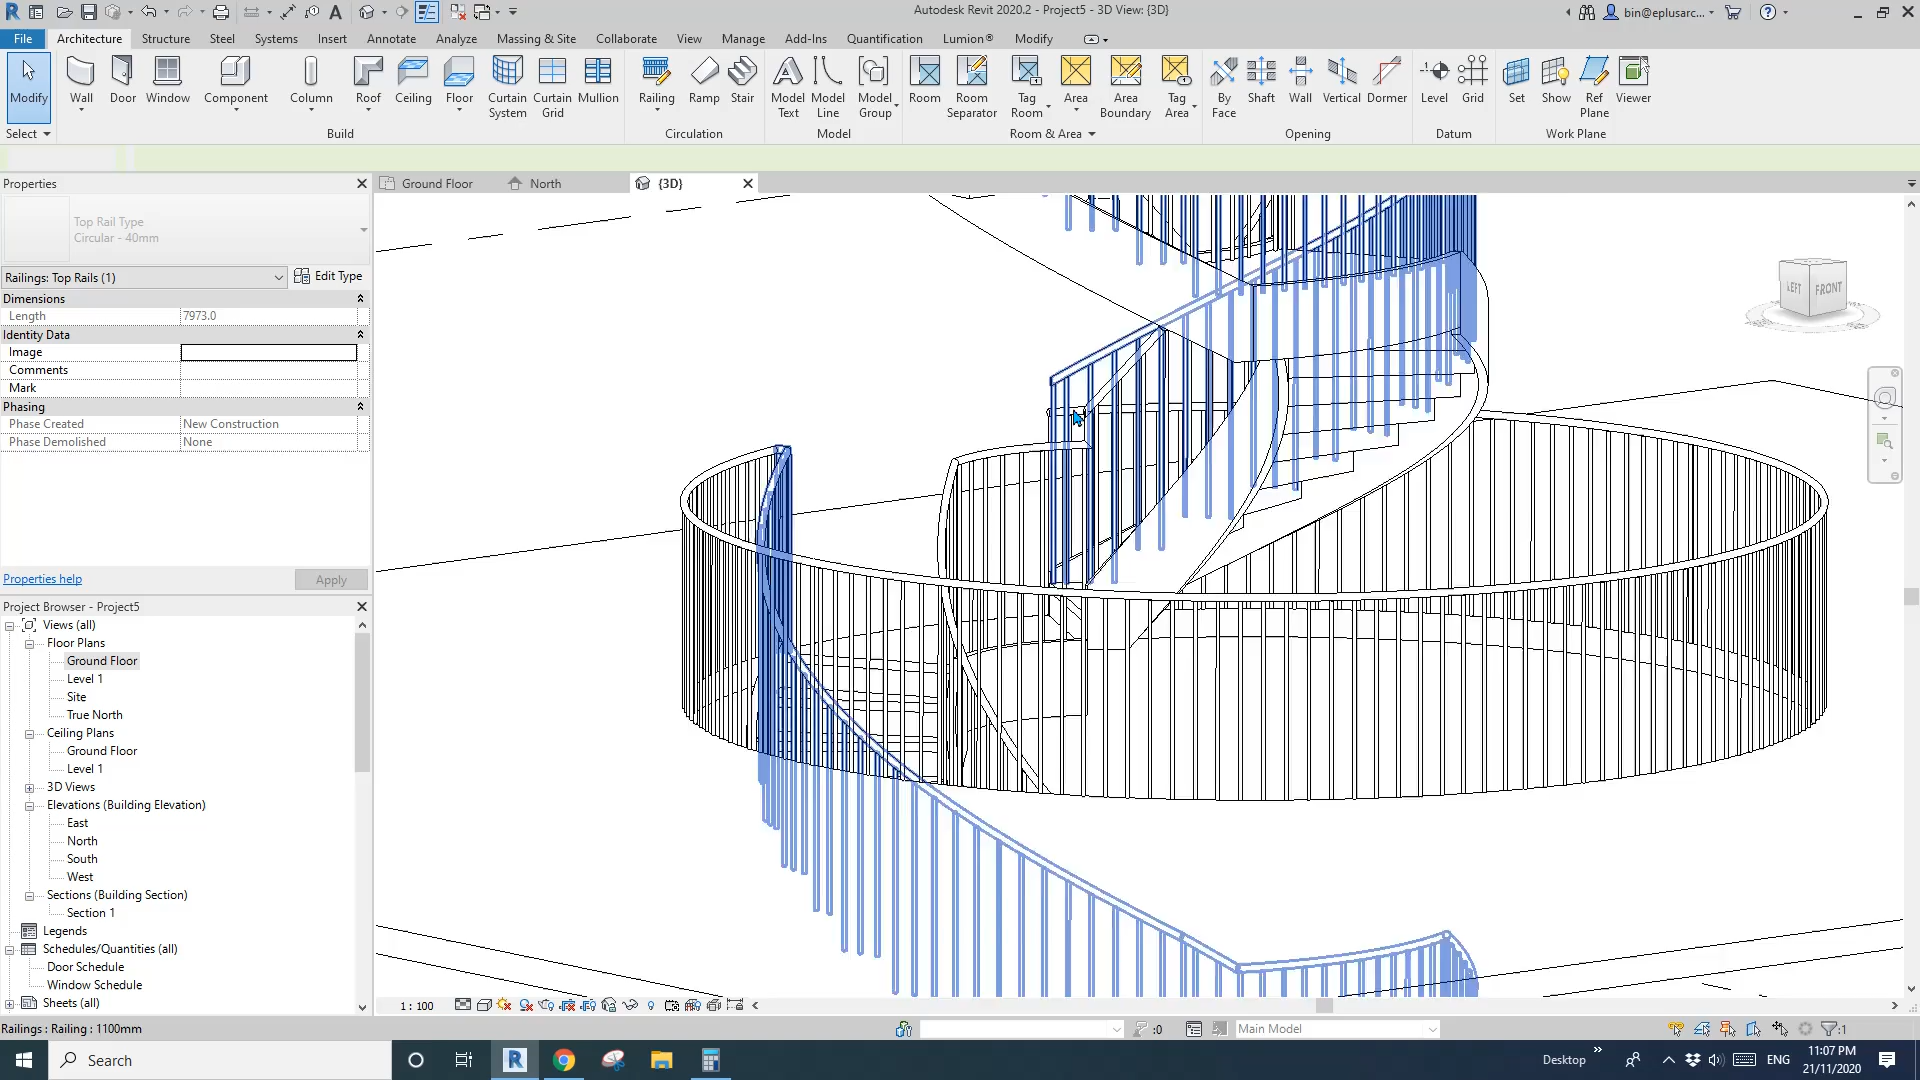 Autodesk Revit 2020.2 - Project5 - 3D View: {3D}
bin@eplusarc...
File Architecture Structure Steel Systems Insert Annotate Analyze Massing & Site Collaborate View Manage Add-Ins Quantification Lumion® Modify
Modify Wall Door Window Component Column Roof Ceiling Floor Curtain System Curtain Grid Mullion Railing Ramp Stair Model Text Model Line Model Group Room Room Separator Tag Room Area Area Boundary Tag Area By Face Shaft Wall Vertical Dormer Level Grid Set Show Ref Plane Viewer
Select Build Circulation Model Room & Area Opening Datum Work Plane
Properties
Ground Floor North {3D}
Top Rail Type
Circular - 40mm
Railings: Top Rails (1) Edit Type
Dimensions
Length 7973.0
Identity Data
Image
Comments
Mark
Phasing
Phase Created New Construction
Phase Demolished None
LEFT FRONT
Properties help Apply
Project Browser - Project5
Views (all)
Floor Plans
Ground Floor
Level 1
Site
True North
Ceiling Plans
Ground Floor
Level 1
3D Views
Elevations (Building Elevation)
East
North
South
West
Sections (Building Section)
Section 1
Legends
Schedules/Quantities (all)
Door Schedule
Window Schedule
Sheets (all)
1 : 100
Railings : Railing : 1100mm :0 Main Model :1
Search Desktop ENG 11:07 PM
21/11/2020